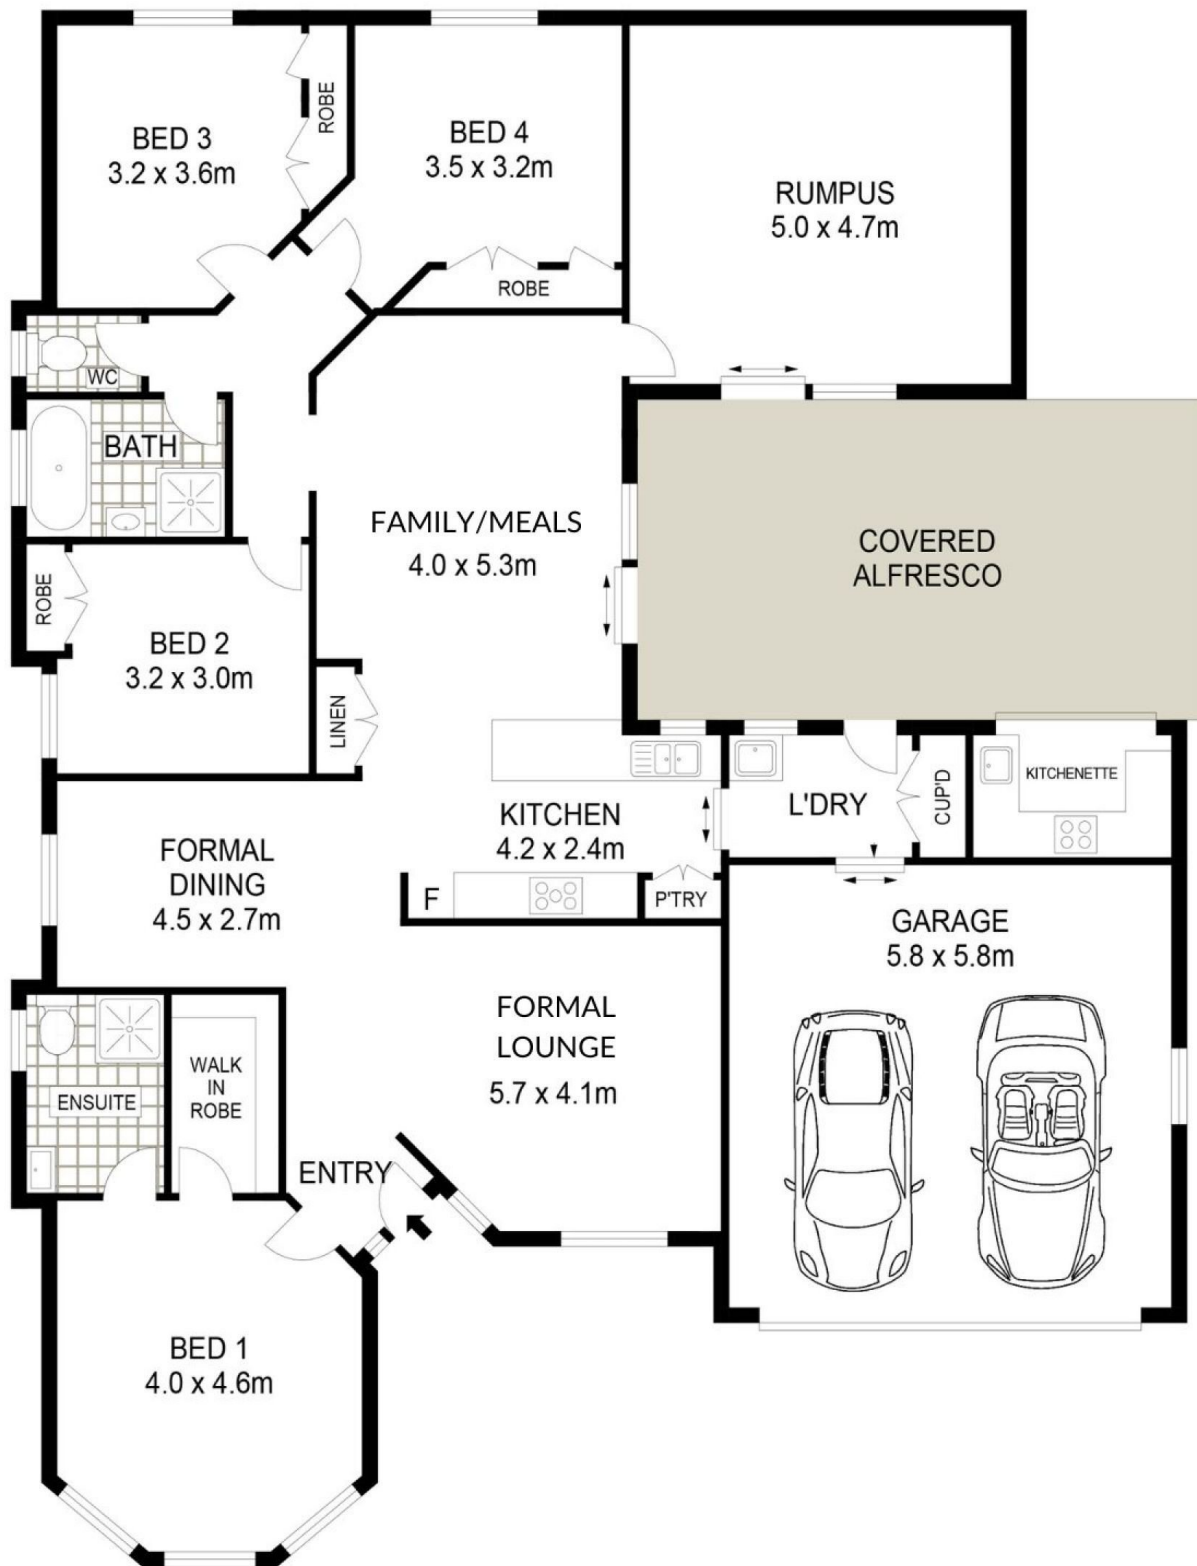 BED 3
3.2 x 3.6m
ROBE
BED 4
3.5 x 3.2m
ROBE
RUMPUS
5.0 x 4.7m
WC
BATH
FAMILY/MEALS
4.0 x 5.3m
COVERED
ALFRESCO
ROBE
BED 2
3.2 x 3.0m
LINEN
KITCHEN
4.2 x 2.4m
L'DRY
CUP'D
KITCHENETTE
FORMAL
DINING
4.5 x 2.7m
F
P'TRY
GARAGE
5.8 x 5.8m
FORMAL
LOUNGE
5.7 x 4.1m
WALK
IN
ROBE
ENSUITE
ENTRY
BED 1
4.0 x 4.6m